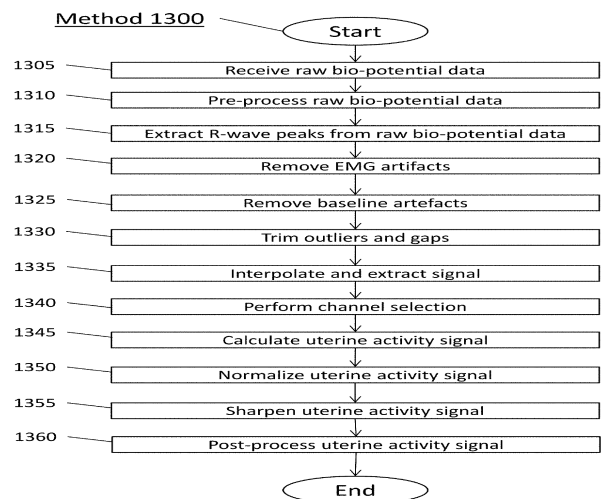 Method 1300
Start
1305 Receive raw bio-potential data
1310 Pre-process raw bio-potential data
1315 Extract R-wave peaks from raw bio-potential data
1320 Remove EMG artifacts
1325 Remove baseline artefacts
1330 Trim outliers and gaps
1335 Interpolate and extract signal
1340 Perform channel selection
1345 Calculate uterine activity signal
1350 Normalize uterine activity signal
1355 Sharpen uterine activity signal
1360 Post-process uterine activity signal
End